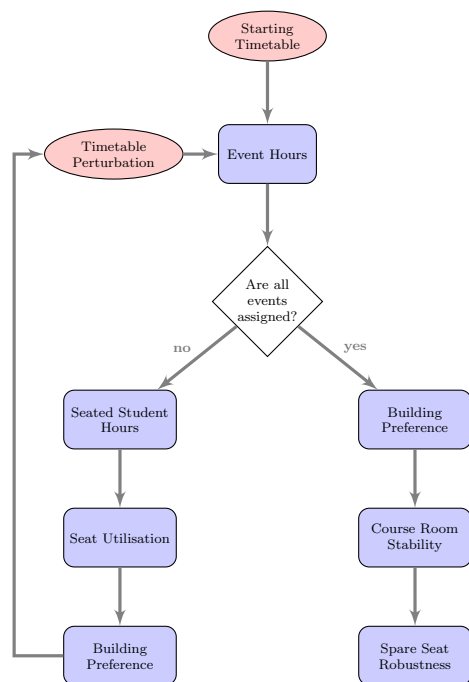 Starting
Timetable
Timetable
Perturbation
Event Hours
Are all
events
assigned?
no
yes
Seated Student
Hours
Building
Preference
Seat Utilisation
Course Room
Stability
Building
Preference
Spare Seat
Robustness